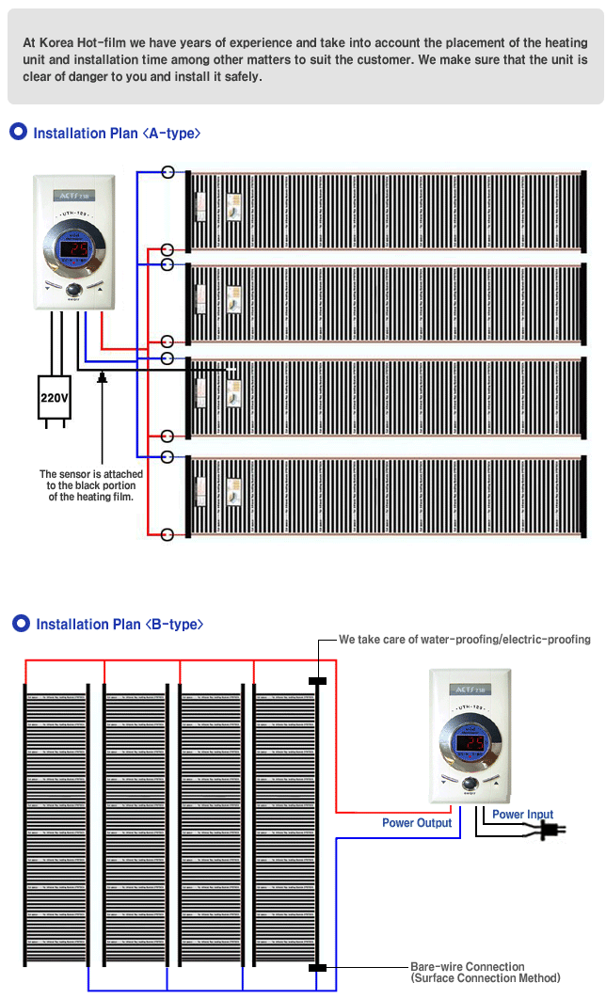 At Korea Hot-film we have years of experience and take into account the placement of the heating
unit and installation time among other matters to suit the customer. We make sure that the unit is
clear of danger to you and install it safely.
Installation Plan <A-type>
ACTS
UTH-120
25
220V
The sensor is attached
to the black portion
of the heating film.
Installation Plan <B-type>
We take care of water-proofing/electric-proofing
ACTS
UTH-120
25
Power Output
Power Input
Bare-wire Connection
(Surface Connection Method)